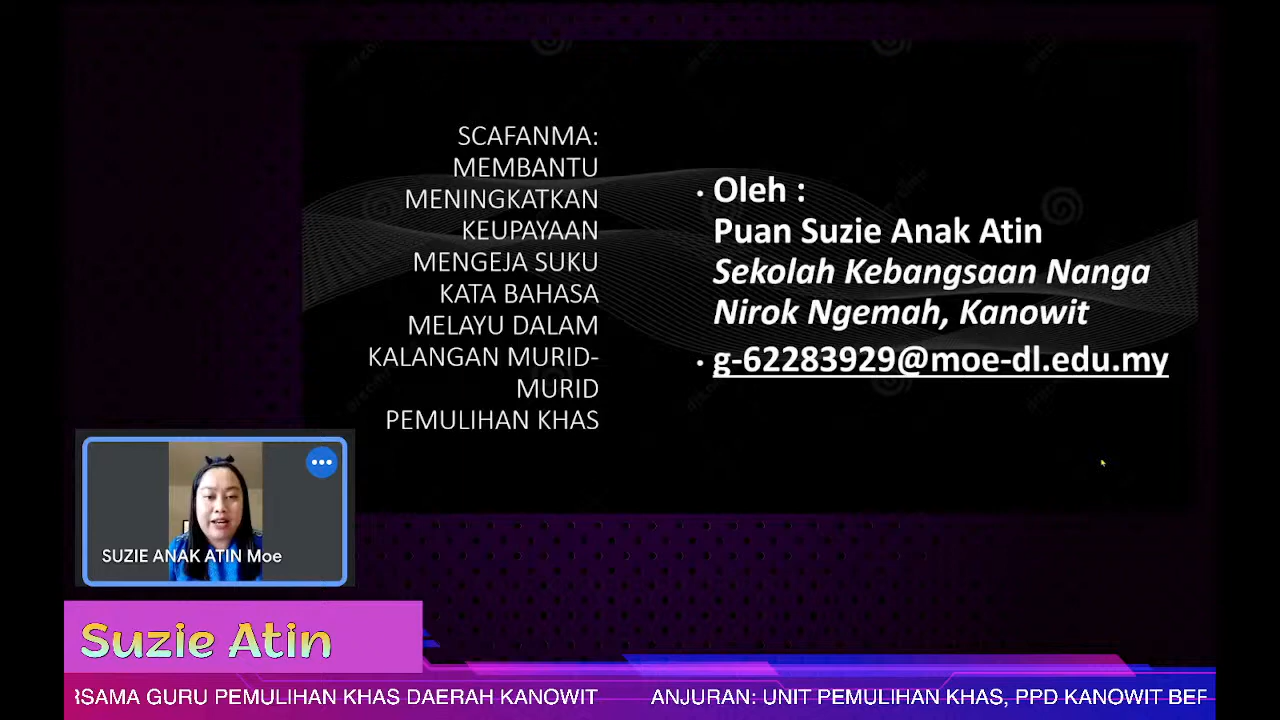 SCAFANMA:
MEMBANTU
MENINGKATKAN
KEUPAYAAN
MENGEJA SUKU
KATA BAHASA
MELAYU DALAM
KALANGAN MURID-
MURID
PEMULIHAN KHAS
• Oleh :
Puan Suzie Anak Atin
Sekolah Kebangsaan Nanga
Nirok Ngemah, Kanowit
• g-62283929@moe-dl.edu.my
SUZIE ANAK ATIN Moe
Suzie Atin
RSAMA GURU PEMULIHAN KHAS DAERAH KANOWIT ANJURAN: UNIT PEMULIHAN KHAS, PPD KANOWIT BER